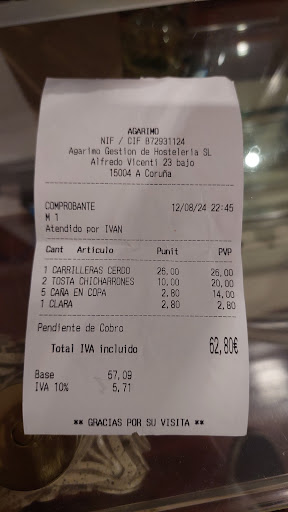 AGARIMO
NIF / CIF B72931124
Agarimo Gestion de Hosteleria SL
Alfredo Vicenti 23 bajo
15004 A Coruña
COMPROBANTE 12/08/24 22:45
M 1
Atendido por IVAN
Cant Articulo Punit PVP
1 CARRILLERAS CERDO 26,00 26,00
2 TOSTA CHICHARRONES 10,00 20,00
5 CAÑA EN COPA 2,80 14,00
1 CLARA 2,80 2,80
Pendiente de Cobro
Total IVA incluido 62,80€
Base 57,09
IVA 10% 5,71
** GRACIAS POR SU VISITA **